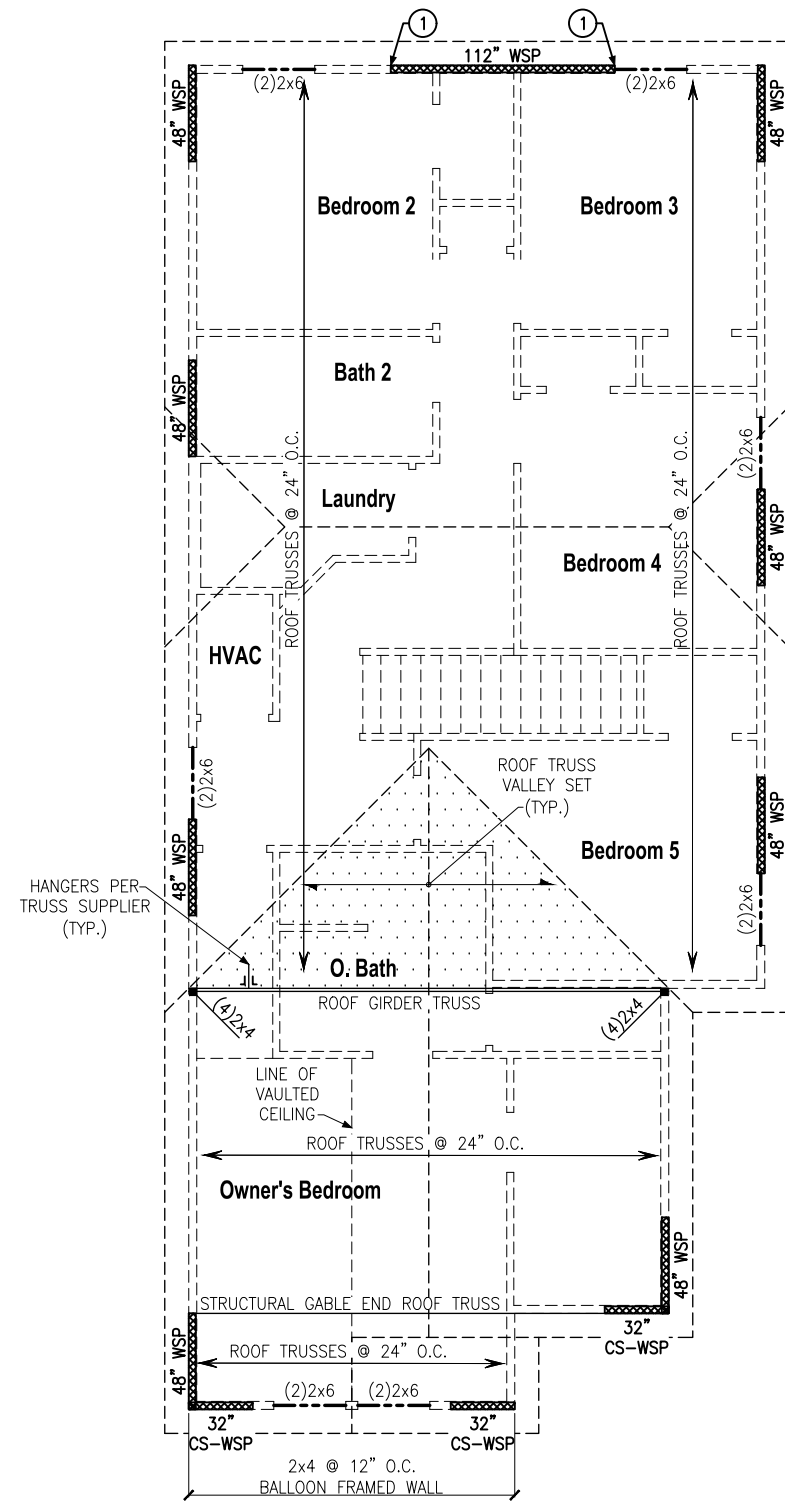 1
1
112" WSP
(2)2x6
(2)2x6
48" WSP
48" WSP
Bedroom 2
Bedroom 3
Bath 2
48" WSP
ROOF TRUSSES @ 24" O.C.
ROOF TRUSSES @ 24" O.C.
(2)2x6
Laundry
48" WSP
Bedroom 4
HVAC
(2)2x6
ROOF TRUSS
VALLEY SET
(TYP.)
48" WSP
48" WSP
Bedroom 5
HANGERS PER
TRUSS SUPPLIER
(TYP.)
(2)2x6
O. Bath
ROOF GIRDER TRUSS
(4)2x4
(4)2x4
LINE OF
VAULTED
CEILING
ROOF TRUSSES @ 24" O.C.
Owner's Bedroom
48" WSP
STRUCTURAL GABLE END ROOF TRUSS
32"
CS-WSP
48" WSP
ROOF TRUSSES @ 24" O.C.
(2)2x6
(2)2x6
32"
CS-WSP
32"
CS-WSP
2x4 @ 12" O.C.
BALLOON FRAMED WALL